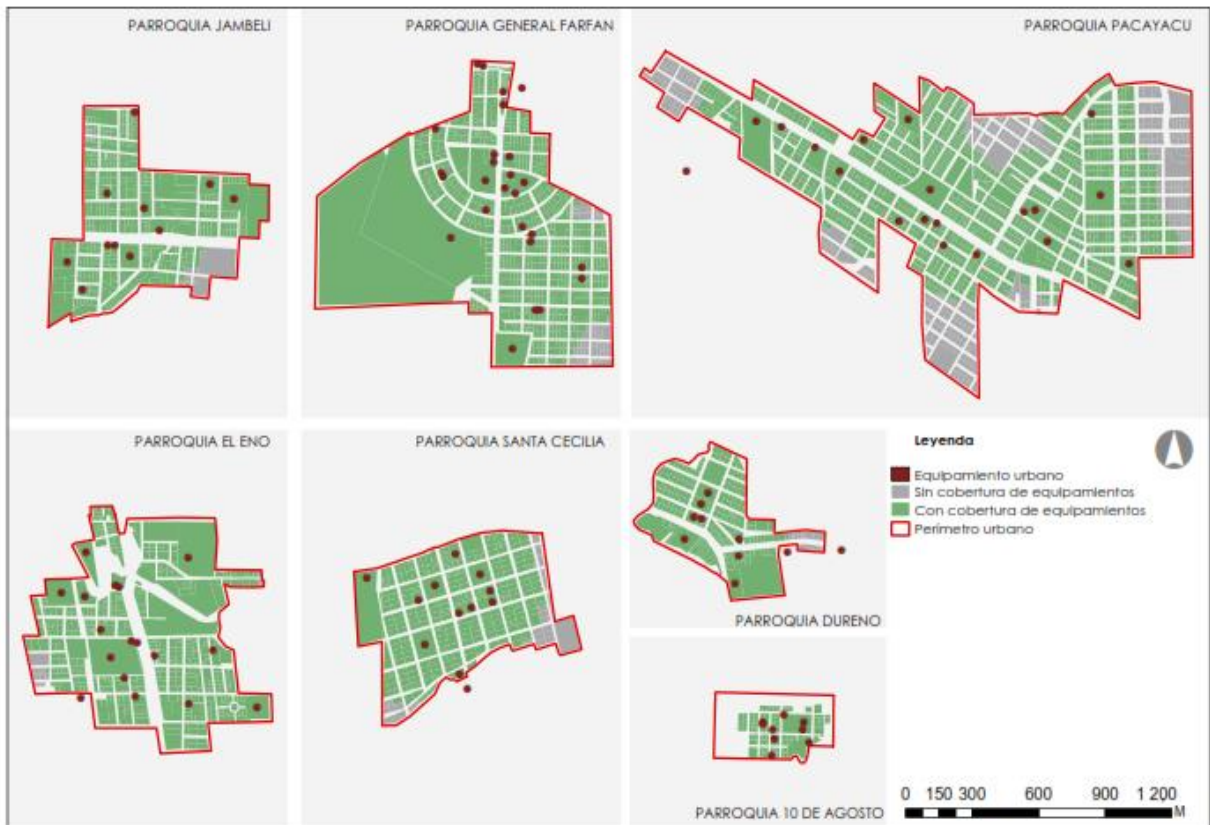 PARROQUIA JAMBELI
PARROQUIA GENERAL FARFAN
PARROQUIA PACAYACU
PARROQUIA EL ENO
PARROQUIA SANTA CECILIA
PARROQUIA DURENO
PARROQUIA 10 DE AGOSTO
Leyenda
Equipamiento urbano
Sin cobertura de equipamientos
Con cobertura de equipamientos
Perímetro urbano
0 150 300 600 900 1 200
M